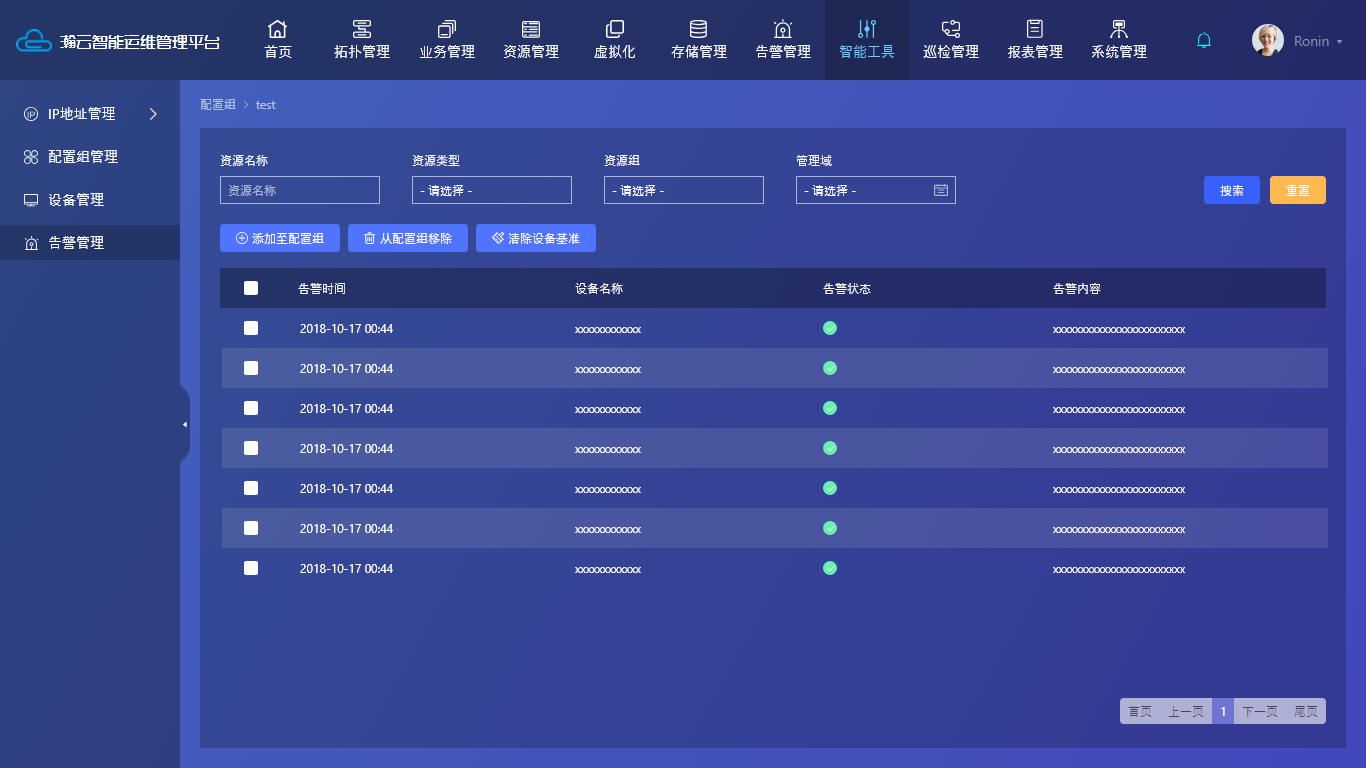 瀚云智能运维管理平台
首页 拓扑管理 业务管理 资源管理 虚拟化 存储管理 告警管理 智能工具 巡检管理 报表管理 系统管理 Ronin
IP地址管理
配置组管理
设备管理
告警管理
配置组 > test
资源名称 资源类型 资源组 管理域
资源名称 - 请选择 - - 请选择 - - 请选择 - 搜索 重置
添加至配置组 从配置组移除 清除设备基准
告警时间 设备名称 告警状态 告警内容
2018-10-17 00:44 xxxxxxxxxxxx xxxxxxxxxxxxxxxxxxxxxxxx
2018-10-17 00:44 xxxxxxxxxxxx xxxxxxxxxxxxxxxxxxxxxxxx
2018-10-17 00:44 xxxxxxxxxxxx xxxxxxxxxxxxxxxxxxxxxxxx
2018-10-17 00:44 xxxxxxxxxxxx xxxxxxxxxxxxxxxxxxxxxxxx
2018-10-17 00:44 xxxxxxxxxxxx xxxxxxxxxxxxxxxxxxxxxxxx
2018-10-17 00:44 xxxxxxxxxxxx xxxxxxxxxxxxxxxxxxxxxxxx
2018-10-17 00:44 xxxxxxxxxxxx xxxxxxxxxxxxxxxxxxxxxxxx
首页 上一页 1 下一页 尾页